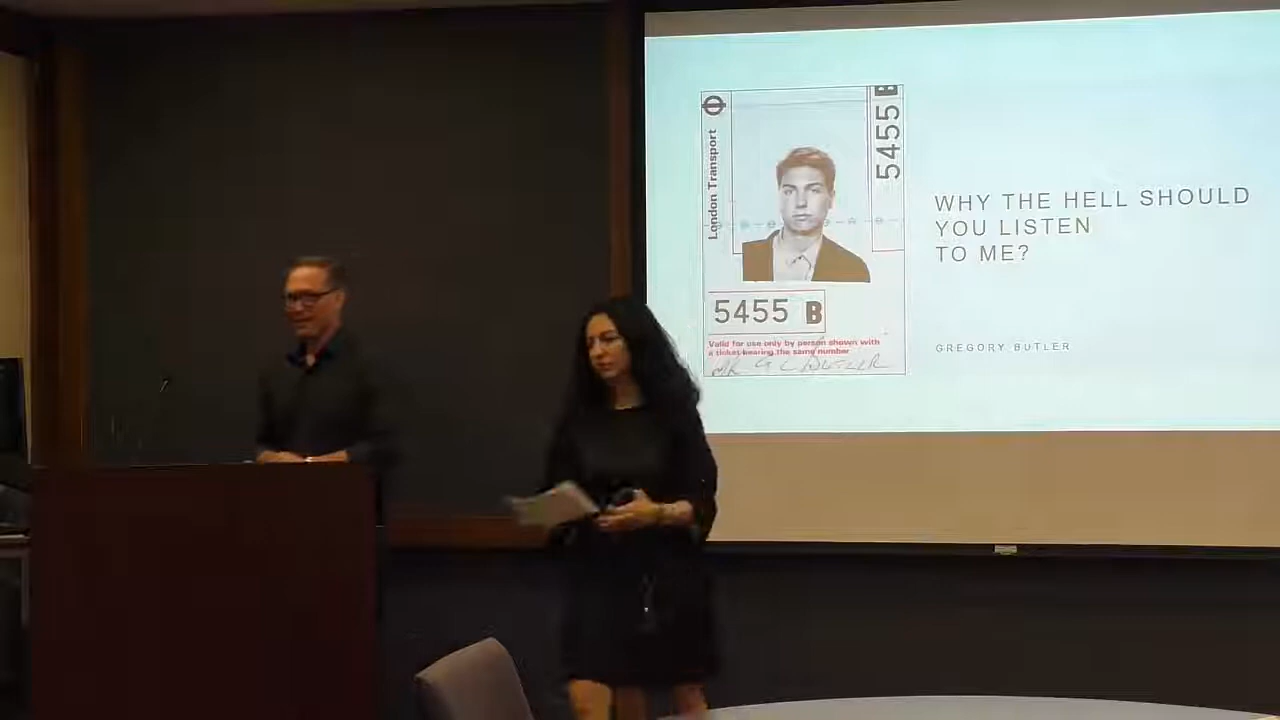 London Transport
5455 B
WHY THE HELL SHOULD
YOU LISTEN
TO ME?
5455 B
Valid for use only by person shown with
a ticket bearing the same number
GREGORY BUTLER